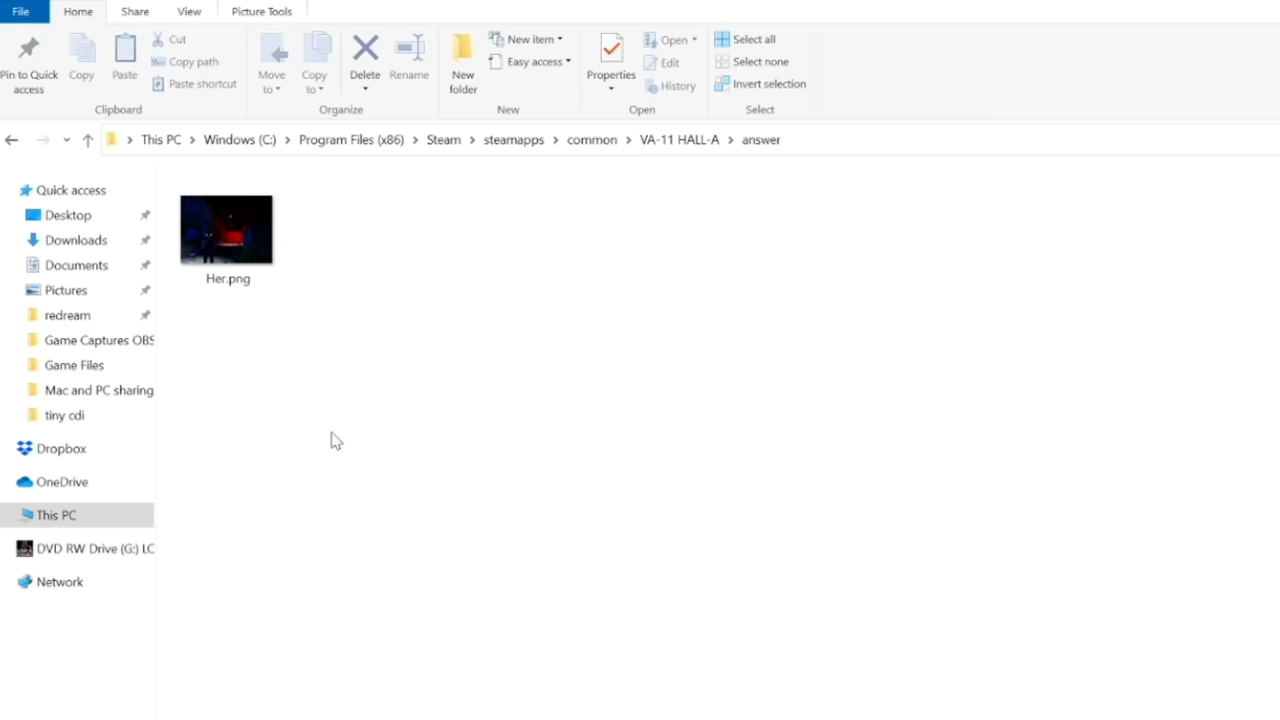 File Home Share View Picture Tools
Pin to Quick access
Copy
Paste
Cut
Copy path
Paste shortcut
Clipboard
Move to
Copy to
Delete
Rename
Organize
New folder
New item
Easy access
New
Properties
Open
Edit
History
Open
Select all
Select none
Invert selection
Select
This PC > Windows (C:) > Program Files (x86) > Steam > steamapps > common > VA-11 HALL-A > answer
Quick access
Desktop
Downloads
Documents
Pictures
redream
Game Captures OBS
Game Files
Mac and PC sharing
tiny cdi
Dropbox
OneDrive
This PC
DVD RW Drive (G:) LC
Network
Her.png